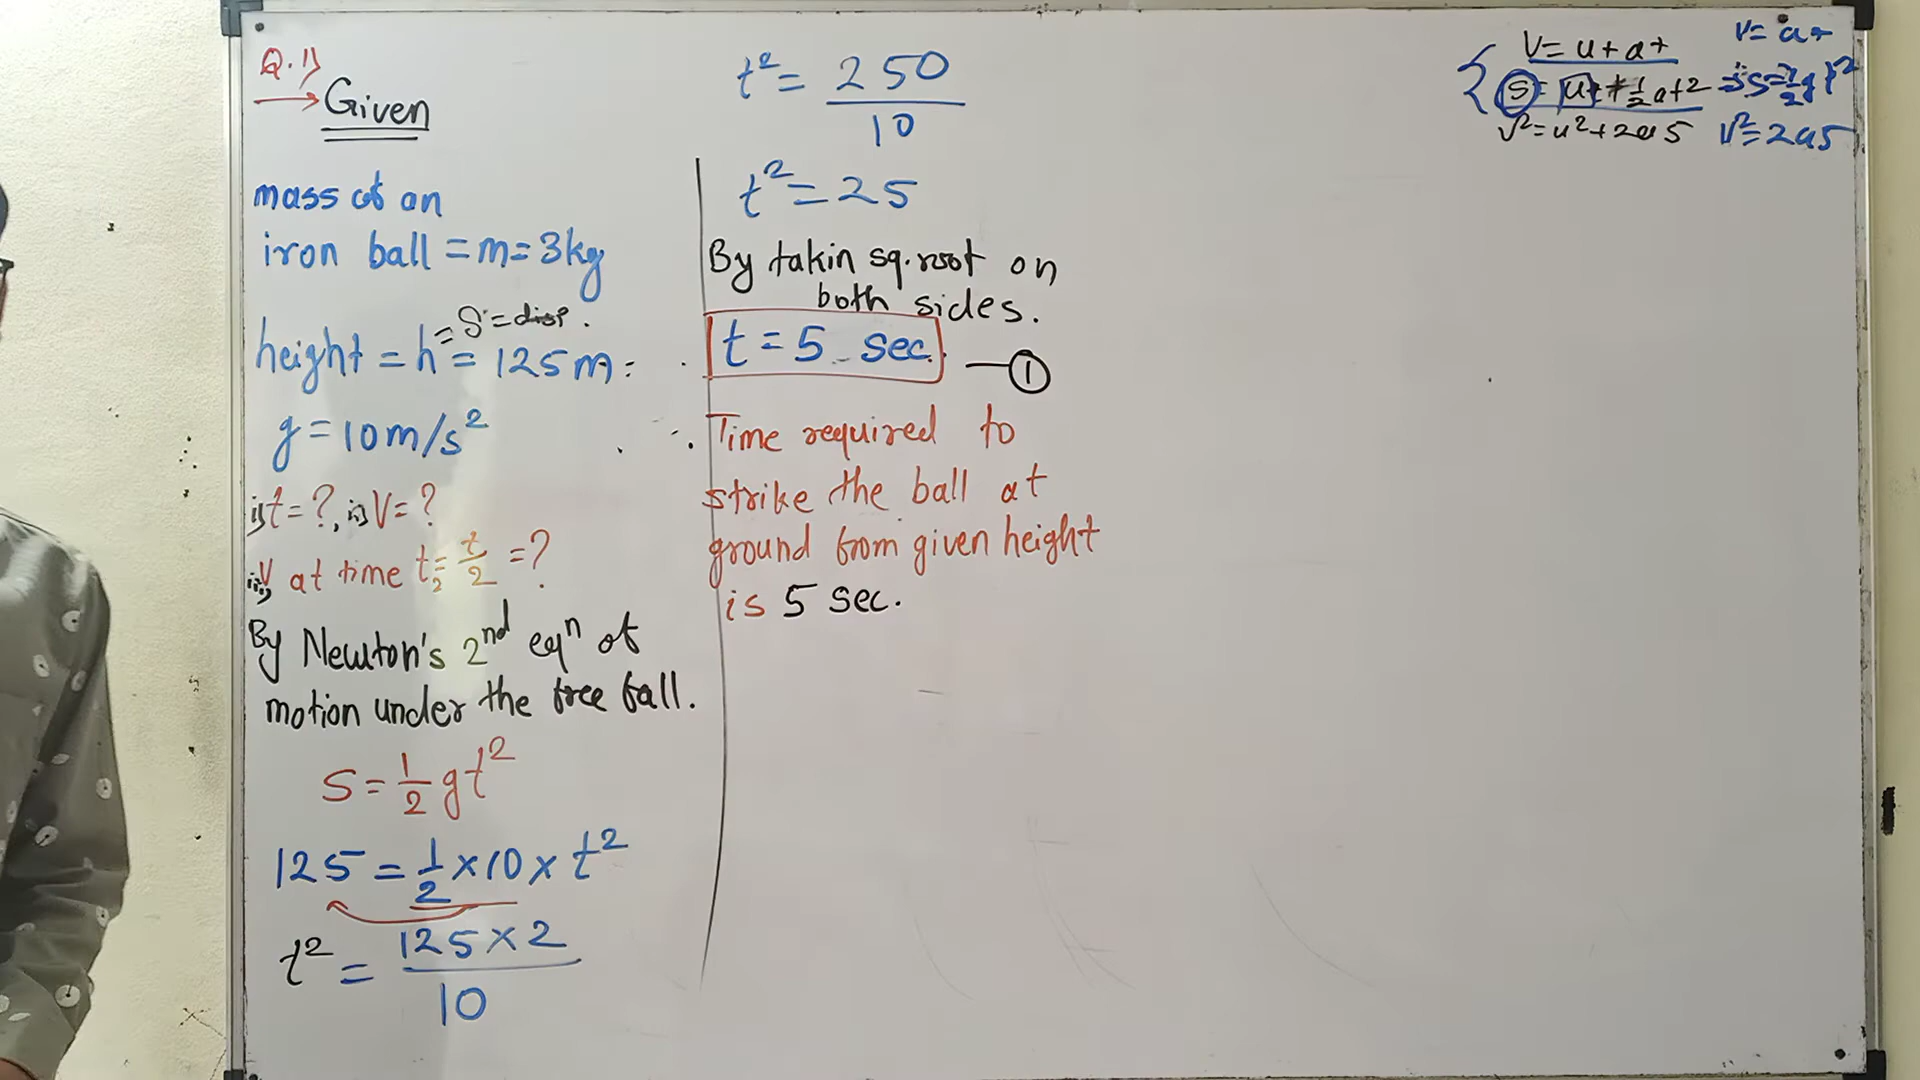 Q.1)
Given
mass of an
iron ball = m = 3kg
height = h = S = disp.
= 125 m
g = 10 m/s²
i) t = ?, ii) V = ?
iii) V at time t₂ = t/2 = ?
By Newton's 2nd eqn of
motion under the free fall.
S = 1/2 gt²
125 = 1/2 × 10 × t²
t² = 125 × 2 / 10
t² = 250 / 10
t² = 25
By takin sq. root on
both sides.
t = 5 sec. — ①
∴ Time required to
strike the ball at
ground from given height
is 5 sec.
V = u + at
S = ut + 1/2 at²
v² = u² + 2as
V = at
S = 1/2 gt²
V² = 2as